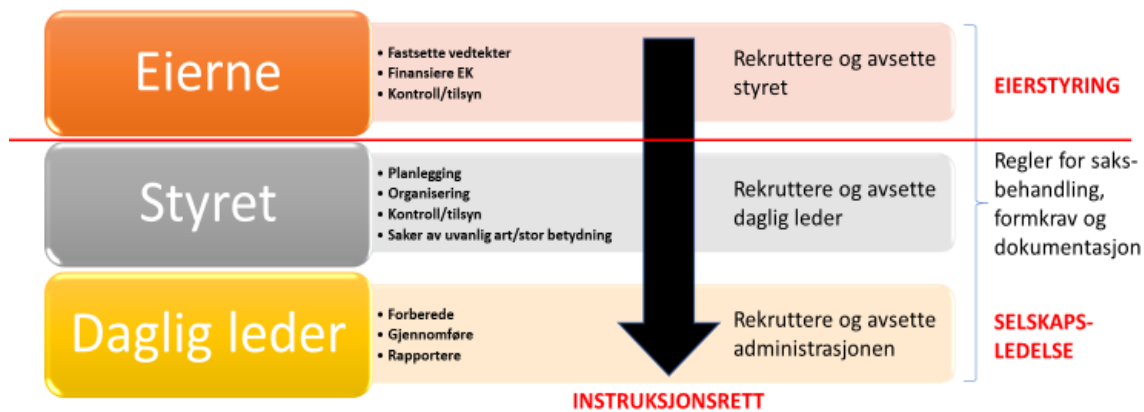 Eierne
• Fastsette vedtekter
• Finansiere EK
• Kontroll/tilsyn
Rekruttere og avsette
styret
EIERSTYRING
Styret
• Planlegging
• Organisering
• Kontroll/tilsyn
• Saker av uvanlig art/stor betydning
Rekruttere og avsette
daglig leder
Regler for saks-
behandling,
formkrav og
dokumentasjon
Daglig leder
• Forberede
• Gjennomføre
• Rapportere
Rekruttere og avsette
administrasjonen
SELSKAPS-
LEDELSE
INSTRUKSJONSRETT